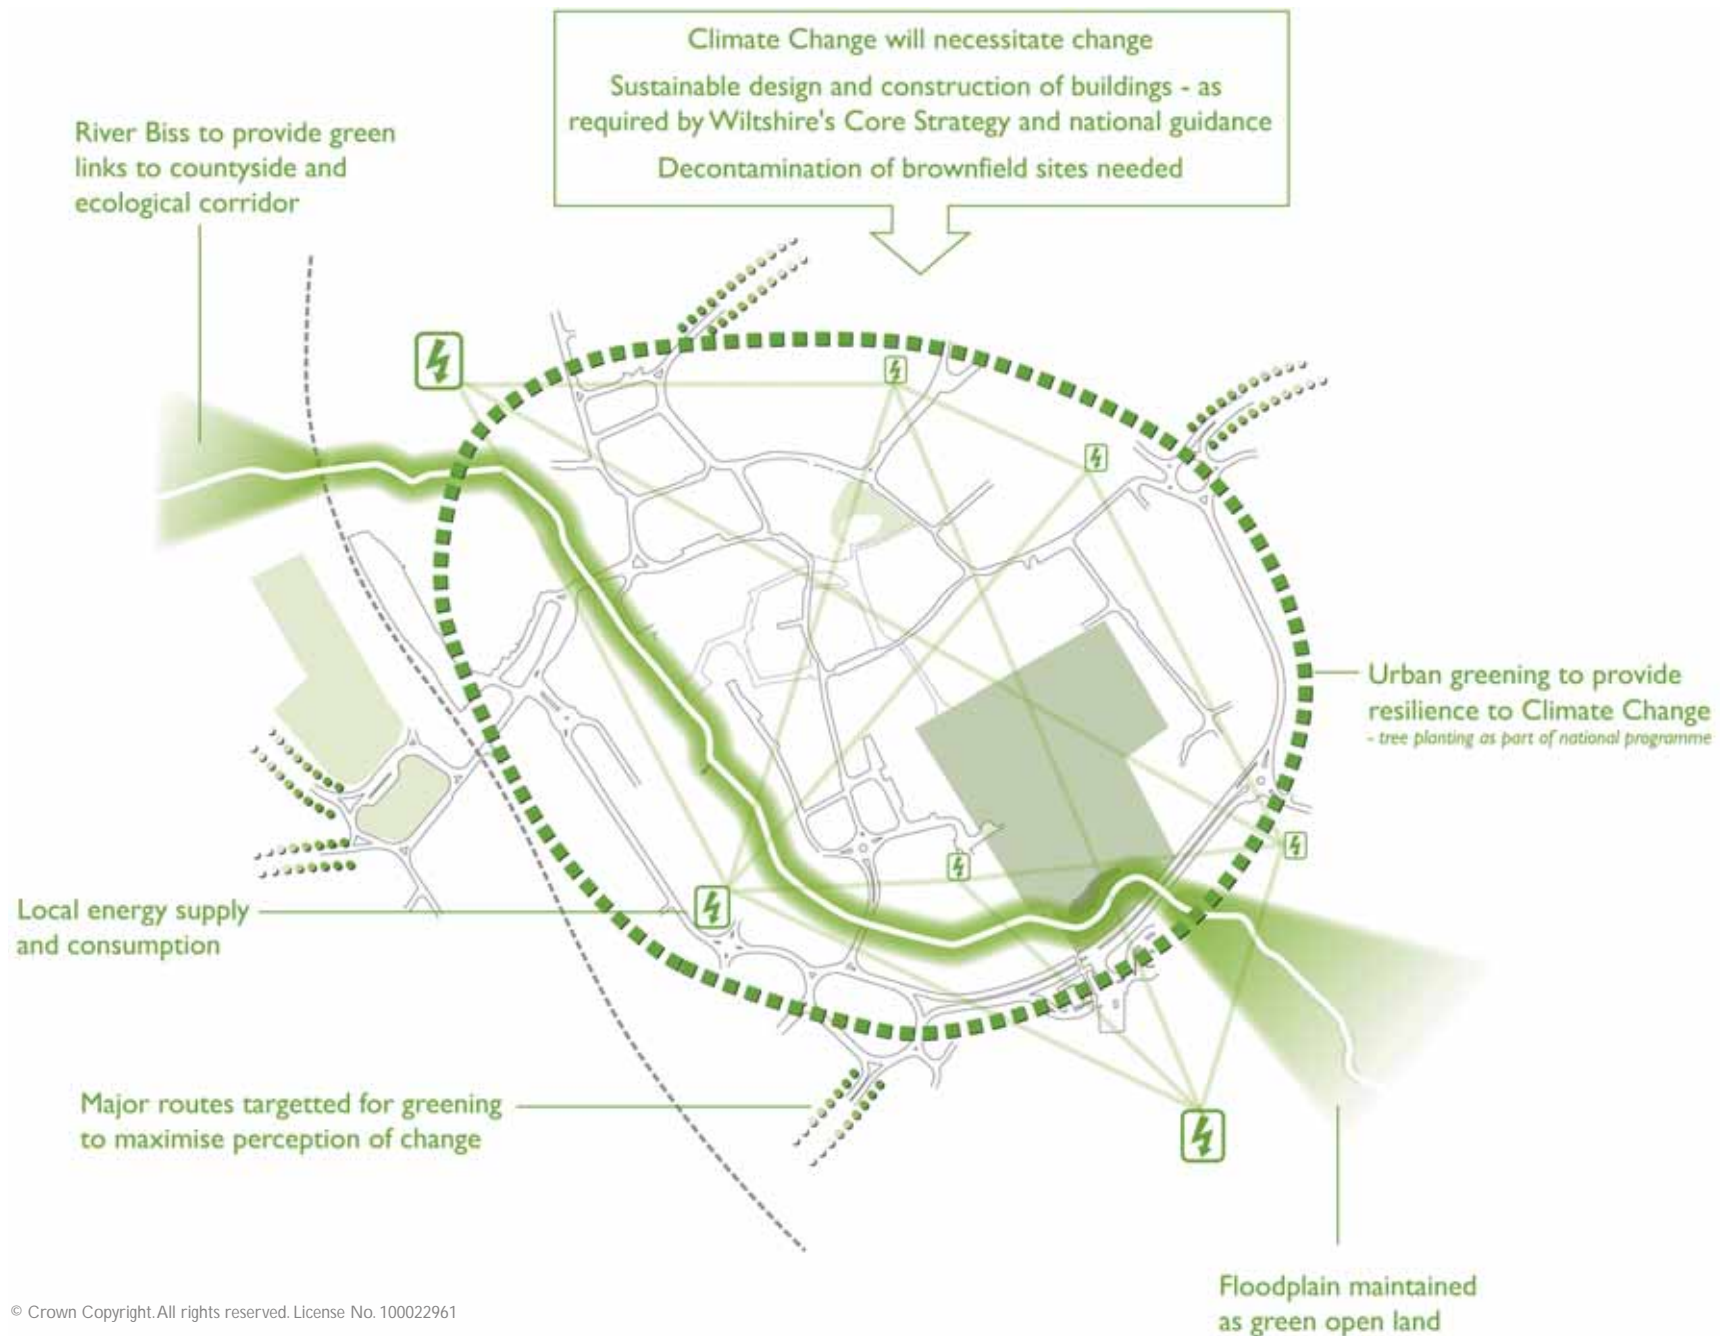 Climate Change will necessitate change
Sustainable design and construction of buildings - as
required by Wiltshire's Core Strategy and national guidance
Decontamination of brownfield sites needed
River Biss to provide green
links to countyside and
ecological corridor
Urban greening to provide
resilience to Climate Change
- tree planting as part of national programme
Local energy supply
and consumption
Major routes targetted for greening
to maximise perception of change
Floodplain maintained
as green open land
© Crown Copyright. All rights reserved. License No. 100022961